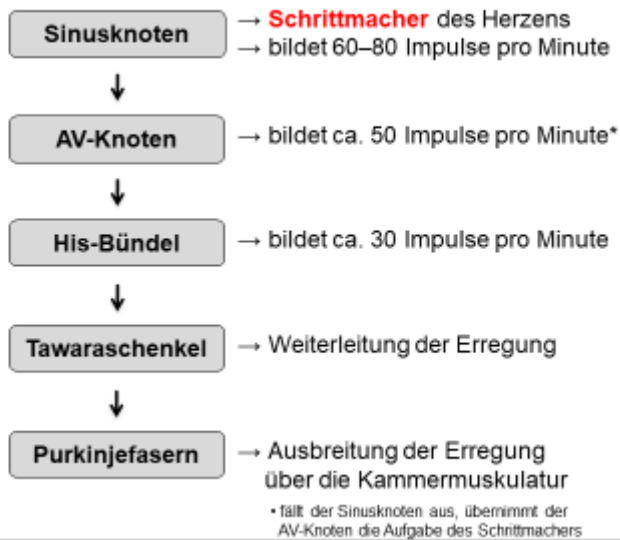 Sinusknoten
→ Schrittmacher des Herzens
→ bildet 60–80 Impulse pro Minute
AV-Knoten
→ bildet ca. 50 Impulse pro Minute*
His-Bündel
→ bildet ca. 30 Impulse pro Minute
Tawaraschenkel
→ Weiterleitung der Erregung
Purkinjefasern
→ Ausbreitung der Erregung
über die Kammermuskulatur
• fällt der Sinusknoten aus, übernimmt der
AV-Knoten die Aufgabe des Schrittmachers